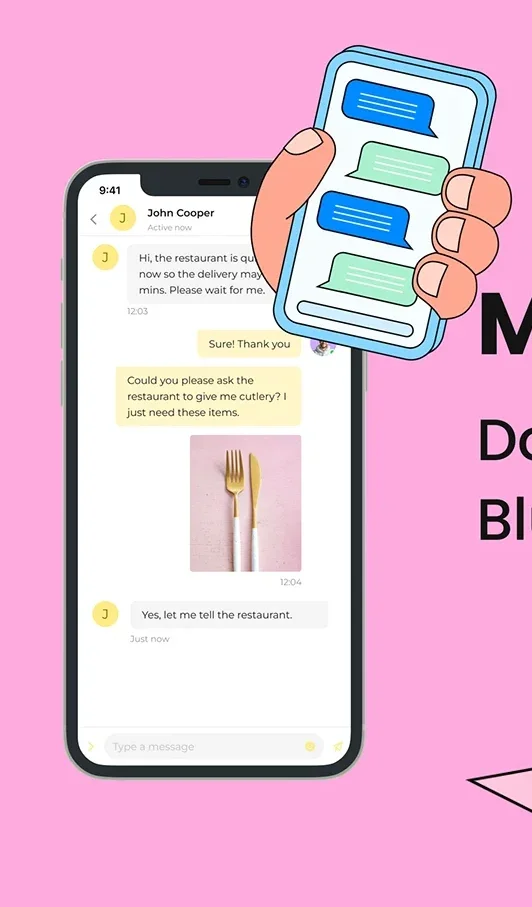 9:41
J
John Cooper
Active now
J
Hi, the restaurant is
now so the delivery may
mins. Please wait for me.
12:03
Sure! Thank you
Could you please ask the
restaurant to give me cutlery? I
just need these items.
12:04
J
Yes, let me tell the restaurant.
Just now
Type a message